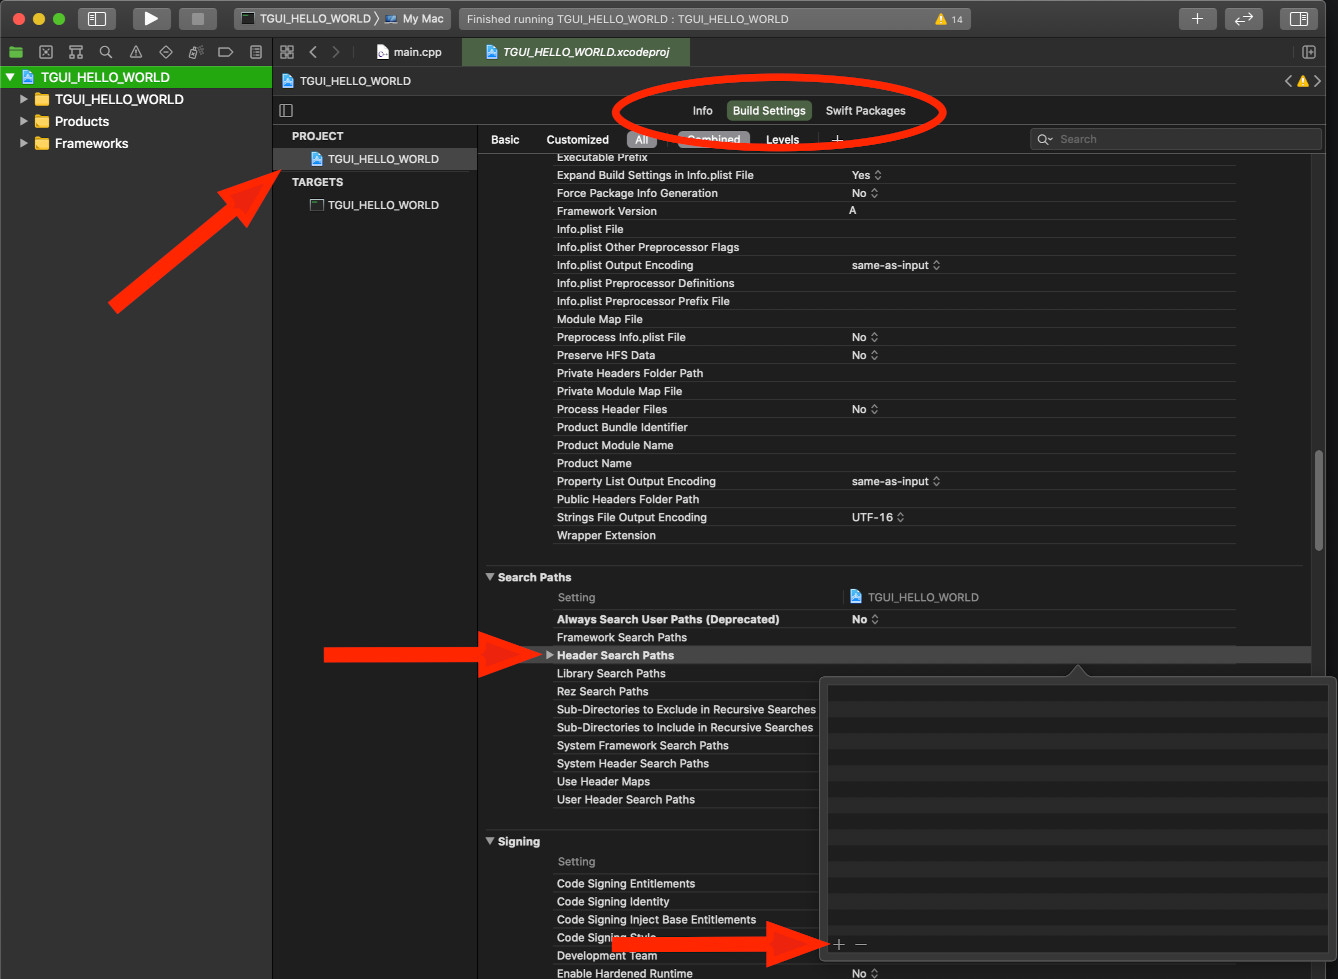 TGUI_HELLO_WORLD 〉 My Mac
Finished running TGUI_HELLO_WORLD : TGUI_HELLO_WORLD
14
main.cpp
TGUI_HELLO_WORLD.xcodeproj
TGUI_HELLO_WORLD
TGUI_HELLO_WORLD
Products
Frameworks
TGUI_HELLO_WORLD
Info
Build Settings
Swift Packages
PROJECT
TGUI_HELLO_WORLD
TARGETS
TGUI_HELLO_WORLD
Basic
Customized
All
Combined
Levels
+
Search
Executable Prefix
Expand Build Settings in Info.plist File Yes
Force Package Info Generation No
Framework Version A
Info.plist File
Info.plist Other Preprocessor Flags
Info.plist Output Encoding same-as-input
Info.plist Preprocessor Definitions
Info.plist Preprocessor Prefix File
Module Map File
Preprocess Info.plist File No
Preserve HFS Data No
Private Headers Folder Path
Private Module Map File
Process Header Files No
Product Bundle Identifier
Product Module Name
Product Name
Property List Output Encoding same-as-input
Public Headers Folder Path
Strings File Output Encoding UTF-16
Wrapper Extension
Search Paths
Setting TGUI_HELLO_WORLD
Always Search User Paths (Deprecated) No
Framework Search Paths
Header Search Paths
Library Search Paths
Rez Search Paths
Sub-Directories to Exclude in Recursive Searches
Sub-Directories to Include in Recursive Searches
System Framework Search Paths
System Header Search Paths
Use Header Maps
User Header Search Paths
Signing
Setting
Code Signing Entitlements
Code Signing Identity
Code Signing Inject Base Entitlements
Code Signing Style
Development Team
Enable Hardened Runtime No
+ −